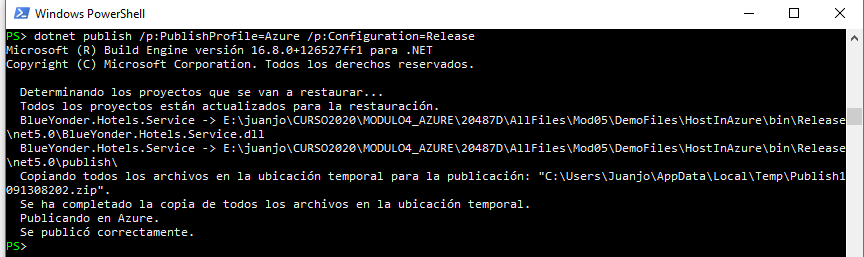 Windows PowerShell
PS> dotnet publish /p:PublishProfile=Azure /p:Configuration=Release
Microsoft (R) Build Engine versión 16.8.0+126527ff1 para .NET
Copyright (C) Microsoft Corporation. Todos los derechos reservados.
Determinando los proyectos que se van a restaurar...
Todos los proyectos están actualizados para la restauración.
BlueYonder.Hotels.Service -> E:\juanjo\CURSO2020\MODULO4_AZURE\20487D\AllFiles\Mod05\DemoFiles\HostInAzure\bin\Release
\net5.0\BlueYonder.Hotels.Service.dll
BlueYonder.Hotels.Service -> E:\juanjo\CURSO2020\MODULO4_AZURE\20487D\AllFiles\Mod05\DemoFiles\HostInAzure\bin\Release
\net5.0\publish\
Copiando todos los archivos en la ubicación temporal para la publicación: "C:\Users\Juanjo\AppData\Local\Temp\Publish1
091308202.zip".
Se ha completado la copia de todos los archivos en la ubicación temporal.
Publicando en Azure.
Se publicó correctamente.
PS>